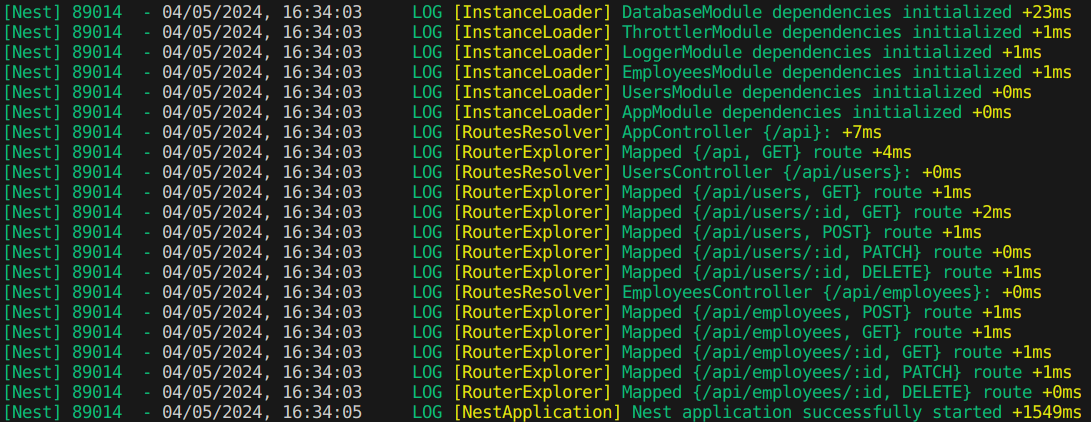 [Nest] 89014  - 04/05/2024, 16:34:03     LOG [InstanceLoader] DatabaseModule dependencies initialized +23ms
[Nest] 89014  - 04/05/2024, 16:34:03     LOG [InstanceLoader] ThrottlerModule dependencies initialized +1ms
[Nest] 89014  - 04/05/2024, 16:34:03     LOG [InstanceLoader] LoggerModule dependencies initialized +1ms
[Nest] 89014  - 04/05/2024, 16:34:03     LOG [InstanceLoader] EmployeesModule dependencies initialized +1ms
[Nest] 89014  - 04/05/2024, 16:34:03     LOG [InstanceLoader] UsersModule dependencies initialized +0ms
[Nest] 89014  - 04/05/2024, 16:34:03     LOG [InstanceLoader] AppModule dependencies initialized +0ms
[Nest] 89014  - 04/05/2024, 16:34:03     LOG [RoutesResolver] AppController {/api}: +7ms
[Nest] 89014  - 04/05/2024, 16:34:03     LOG [RouterExplorer] Mapped {/api, GET} route +4ms
[Nest] 89014  - 04/05/2024, 16:34:03     LOG [RoutesResolver] UsersController {/api/users}: +0ms
[Nest] 89014  - 04/05/2024, 16:34:03     LOG [RouterExplorer] Mapped {/api/users, GET} route +1ms
[Nest] 89014  - 04/05/2024, 16:34:03     LOG [RouterExplorer] Mapped {/api/users/:id, GET} route +2ms
[Nest] 89014  - 04/05/2024, 16:34:03     LOG [RouterExplorer] Mapped {/api/users, POST} route +1ms
[Nest] 89014  - 04/05/2024, 16:34:03     LOG [RouterExplorer] Mapped {/api/users/:id, PATCH} route +0ms
[Nest] 89014  - 04/05/2024, 16:34:03     LOG [RouterExplorer] Mapped {/api/users/:id, DELETE} route +1ms
[Nest] 89014  - 04/05/2024, 16:34:03     LOG [RoutesResolver] EmployeesController {/api/employees}: +0ms
[Nest] 89014  - 04/05/2024, 16:34:03     LOG [RouterExplorer] Mapped {/api/employees, POST} route +1ms
[Nest] 89014  - 04/05/2024, 16:34:03     LOG [RouterExplorer] Mapped {/api/employees, GET} route +1ms
[Nest] 89014  - 04/05/2024, 16:34:03     LOG [RouterExplorer] Mapped {/api/employees/:id, GET} route +1ms
[Nest] 89014  - 04/05/2024, 16:34:03     LOG [RouterExplorer] Mapped {/api/employees/:id, PATCH} route +1ms
[Nest] 89014  - 04/05/2024, 16:34:03     LOG [RouterExplorer] Mapped {/api/employees/:id, DELETE} route +0ms
[Nest] 89014  - 04/05/2024, 16:34:05     LOG [NestApplication] Nest application successfully started +1549ms